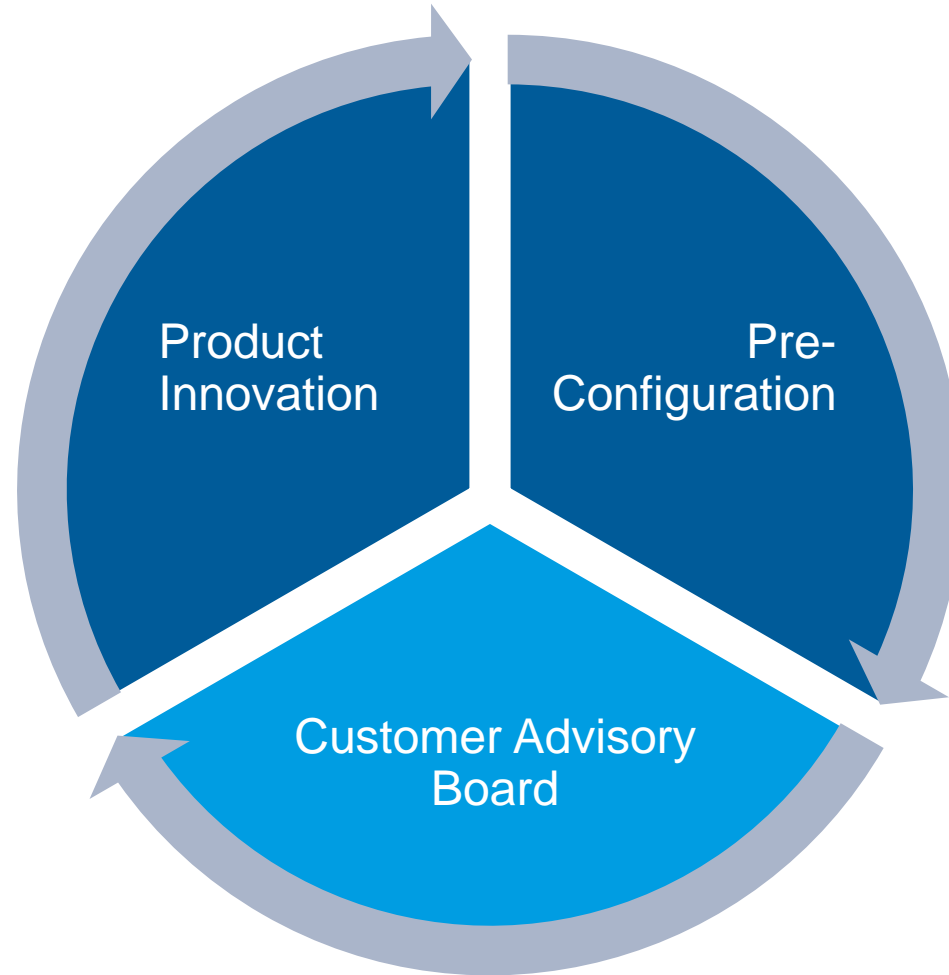 Product
Innovation
Pre-
Configuration
Customer Advisory
Board